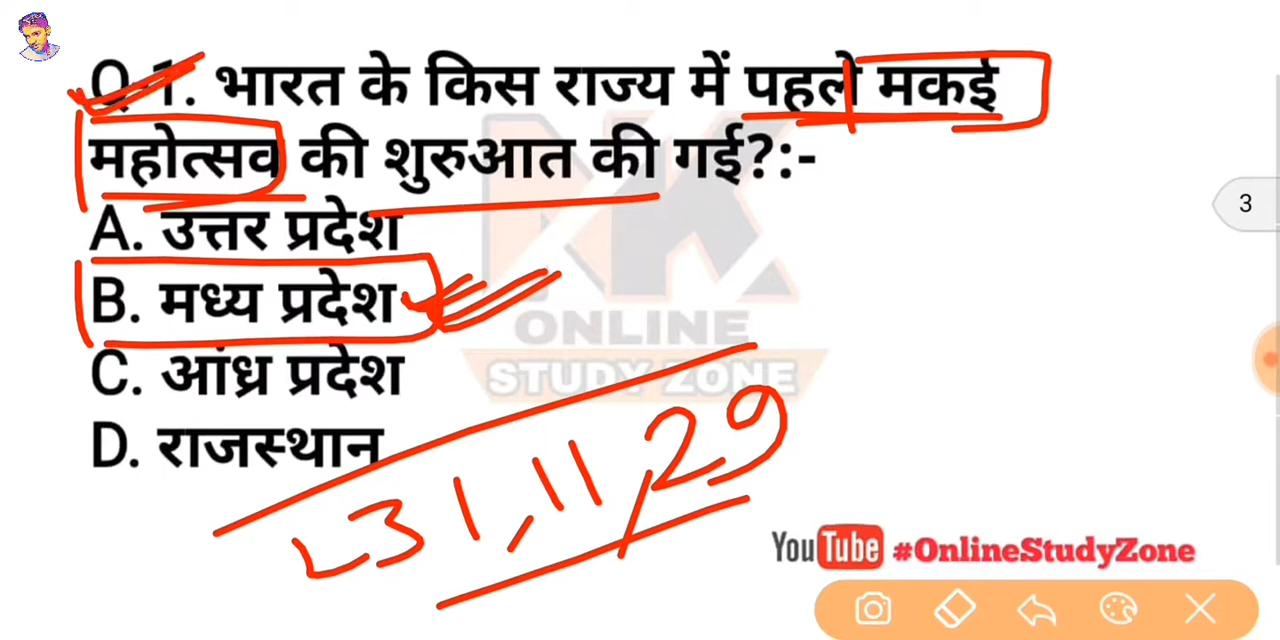 Q-1. भारत के किस राज्य में पहले मकई
महोत्सव की शुरुआत की गई?:-
A. उत्तर प्रदेश
B. मध्य प्रदेश
C. आंध्र प्रदेश
D. राजस्थान
31,11,29
3
ONLINE
STUDY ZONE
YouTube #OnlineStudyZone